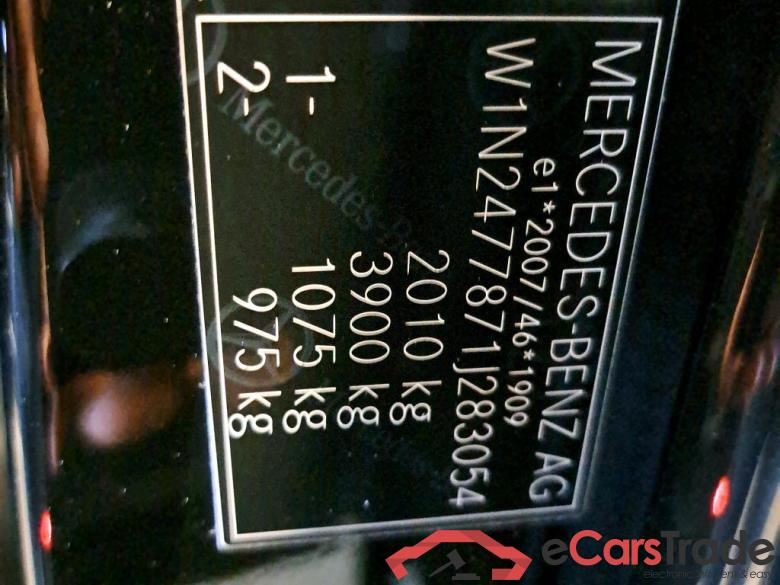 MERCEDES-BENZ AG
e1*2007/46*1909
W1N2477871J283054
2010 kg
3900 kg
1- 1075 kg
2- 975 kg
eCarsTrade